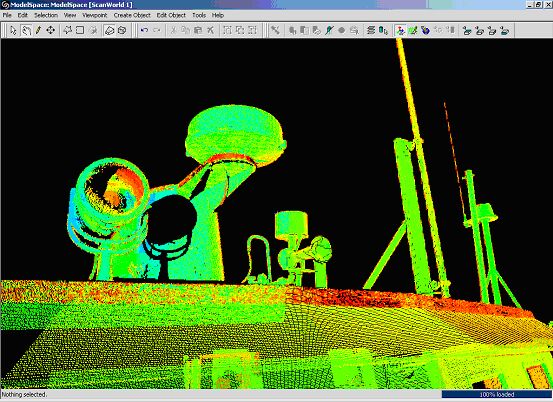 ModelSpace: ModelSpace [ScanWorld 1]
File Edit Selection View Viewpoint Create Object Edit Object Tools Help
Nothing selected.
100% loaded